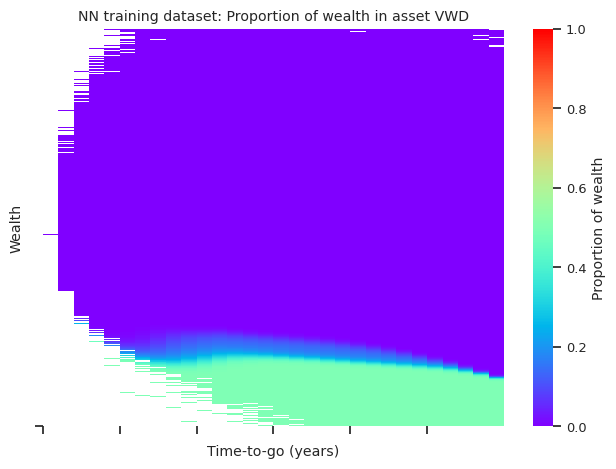 NN training dataset: Proportion of wealth in asset VWD
Wealth
Time-to-go (years)
1.0
0.8
0.6
0.4
0.2
0.0
Proportion of wealth